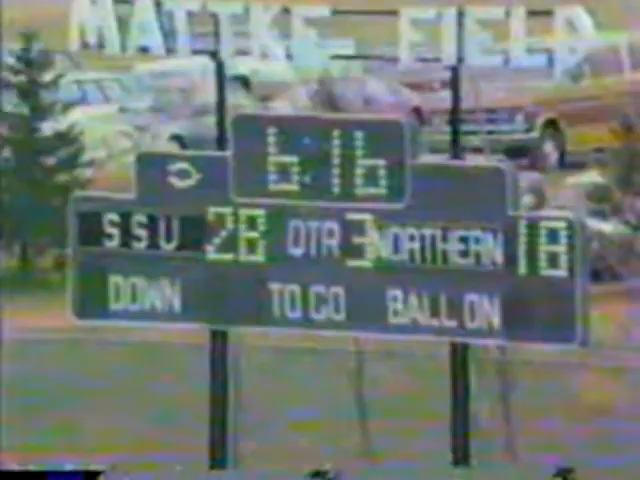 MATTKE FIELD
6:16
SSU 28 QTR 3 NORTHERN 18
DOWN TO GO BALL ON